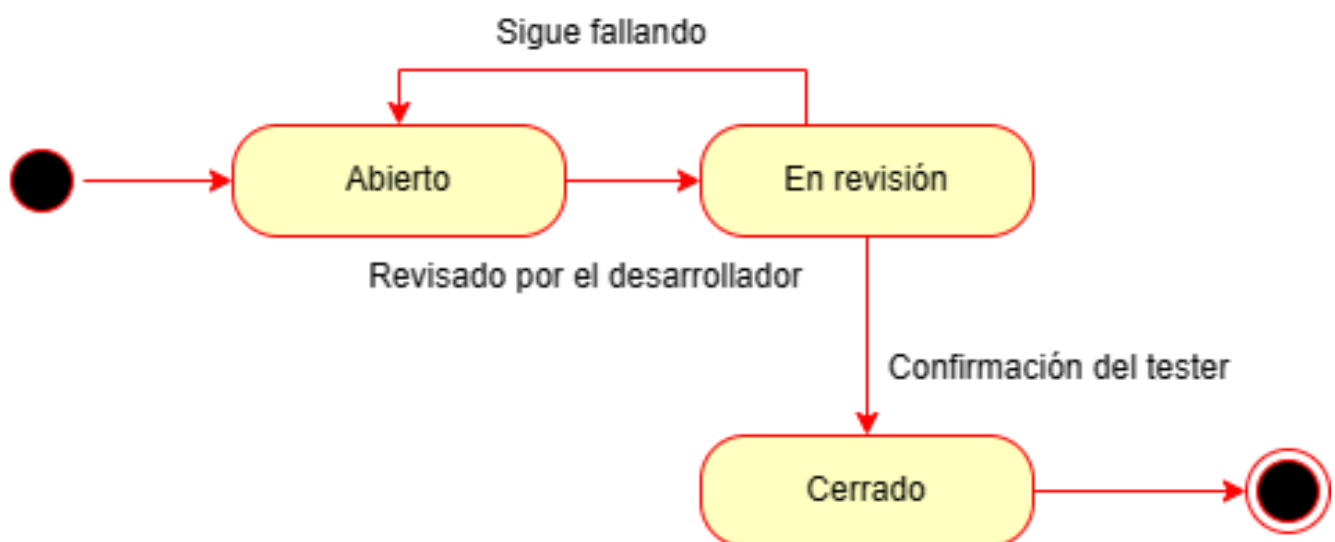 Sigue fallando
Abierto
En revisión
Revisado por el desarrollador
Confirmación del tester
Cerrado